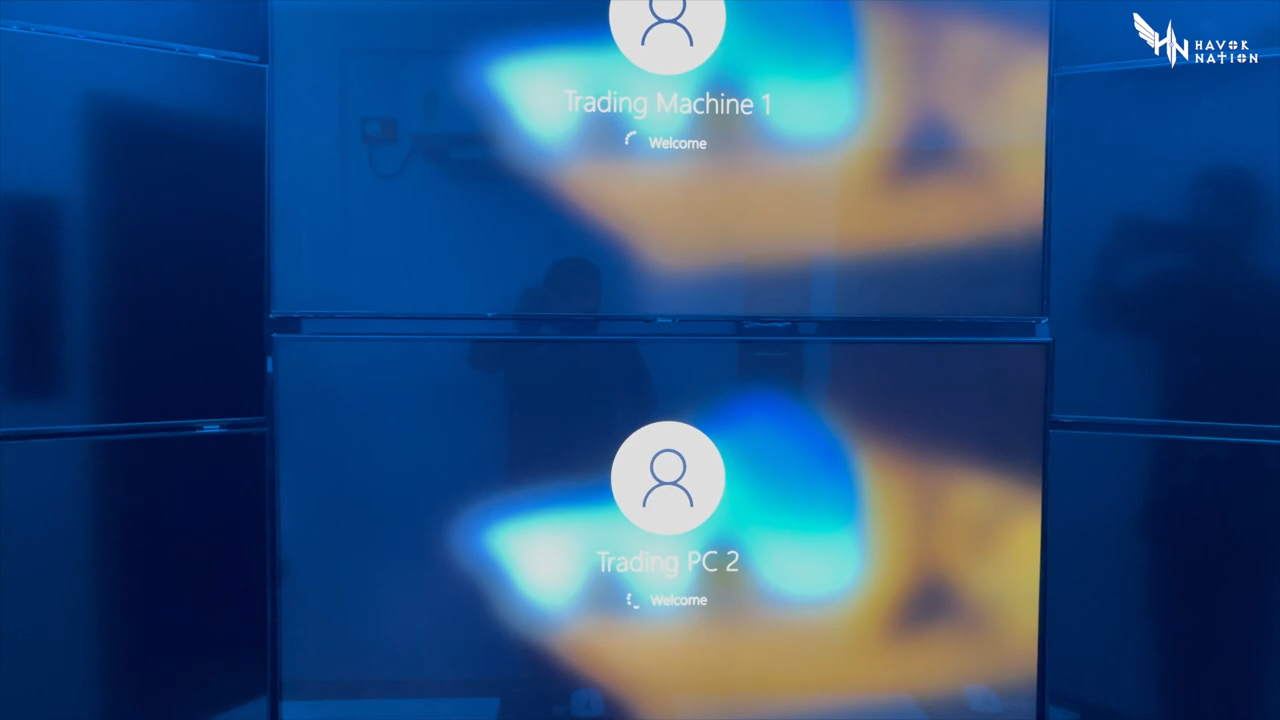 HAVOK
NATION
Trading Machine 1
Welcome
Trading PC 2
Welcome